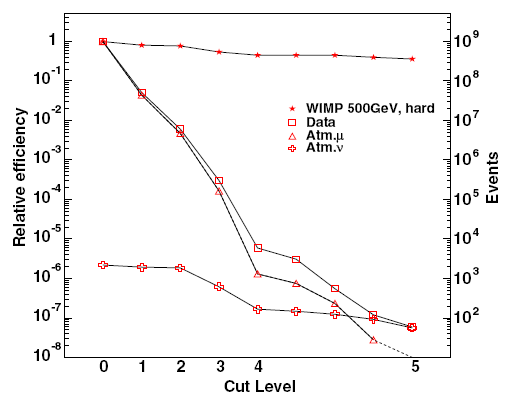 1
10^-1
10^-2
10^-3
10^-4
10^-5
10^-6
10^-7
10^-8
Relative efficiency
WIMP 500GeV, hard
Data
Atm.μ
Atm.ν
10^9
10^8
10^7
10^6
10^5
10^4
10^3
10^2
Events
0 1 2 3 4 5
Cut Level